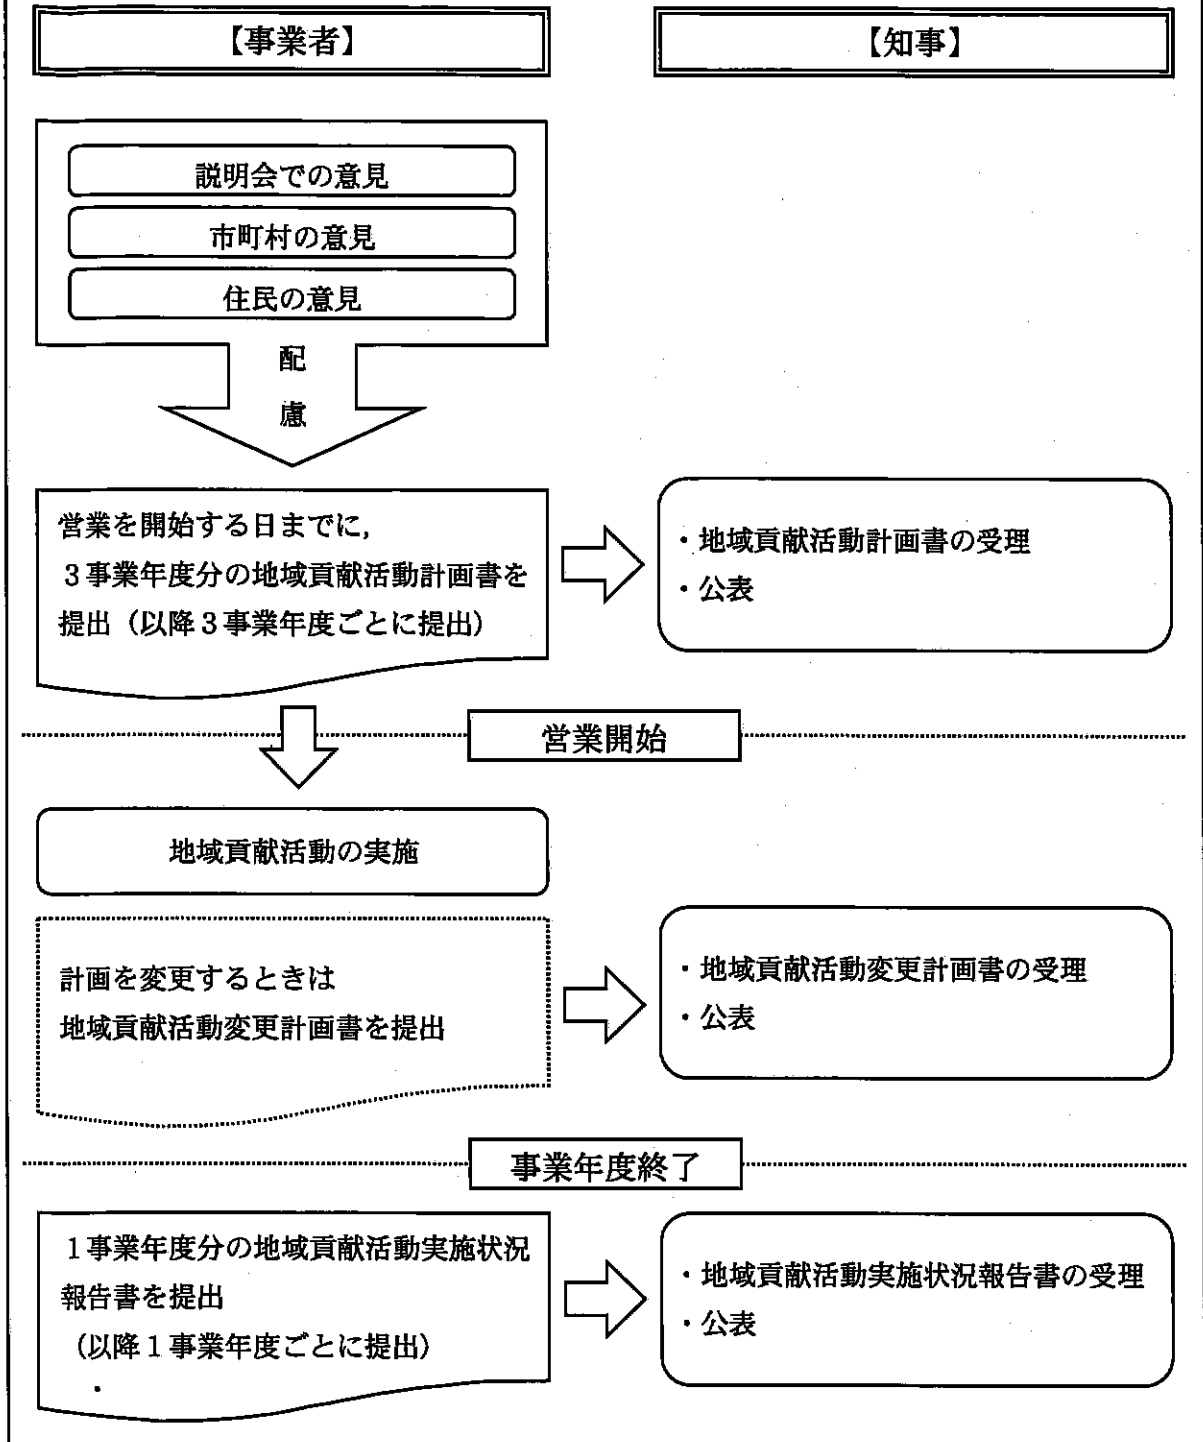 【事業者】
【知事】
説明会での意見
市町村の意見
住民の意見
配
慮
営業を開始する日までに,
3事業年度分の地域貢献活動計画書を
提出（以降3事業年度ごとに提出）
・地域貢献活動計画書の受理
・公表
営業開始
地域貢献活動の実施
計画を変更するときは
地域貢献活動変更計画書を提出
・地域貢献活動変更計画書の受理
・公表
事業年度終了
1事業年度分の地域貢献活動実施状況
報告書を提出
（以降1事業年度ごとに提出）
・地域貢献活動実施状況報告書の受理
・公表